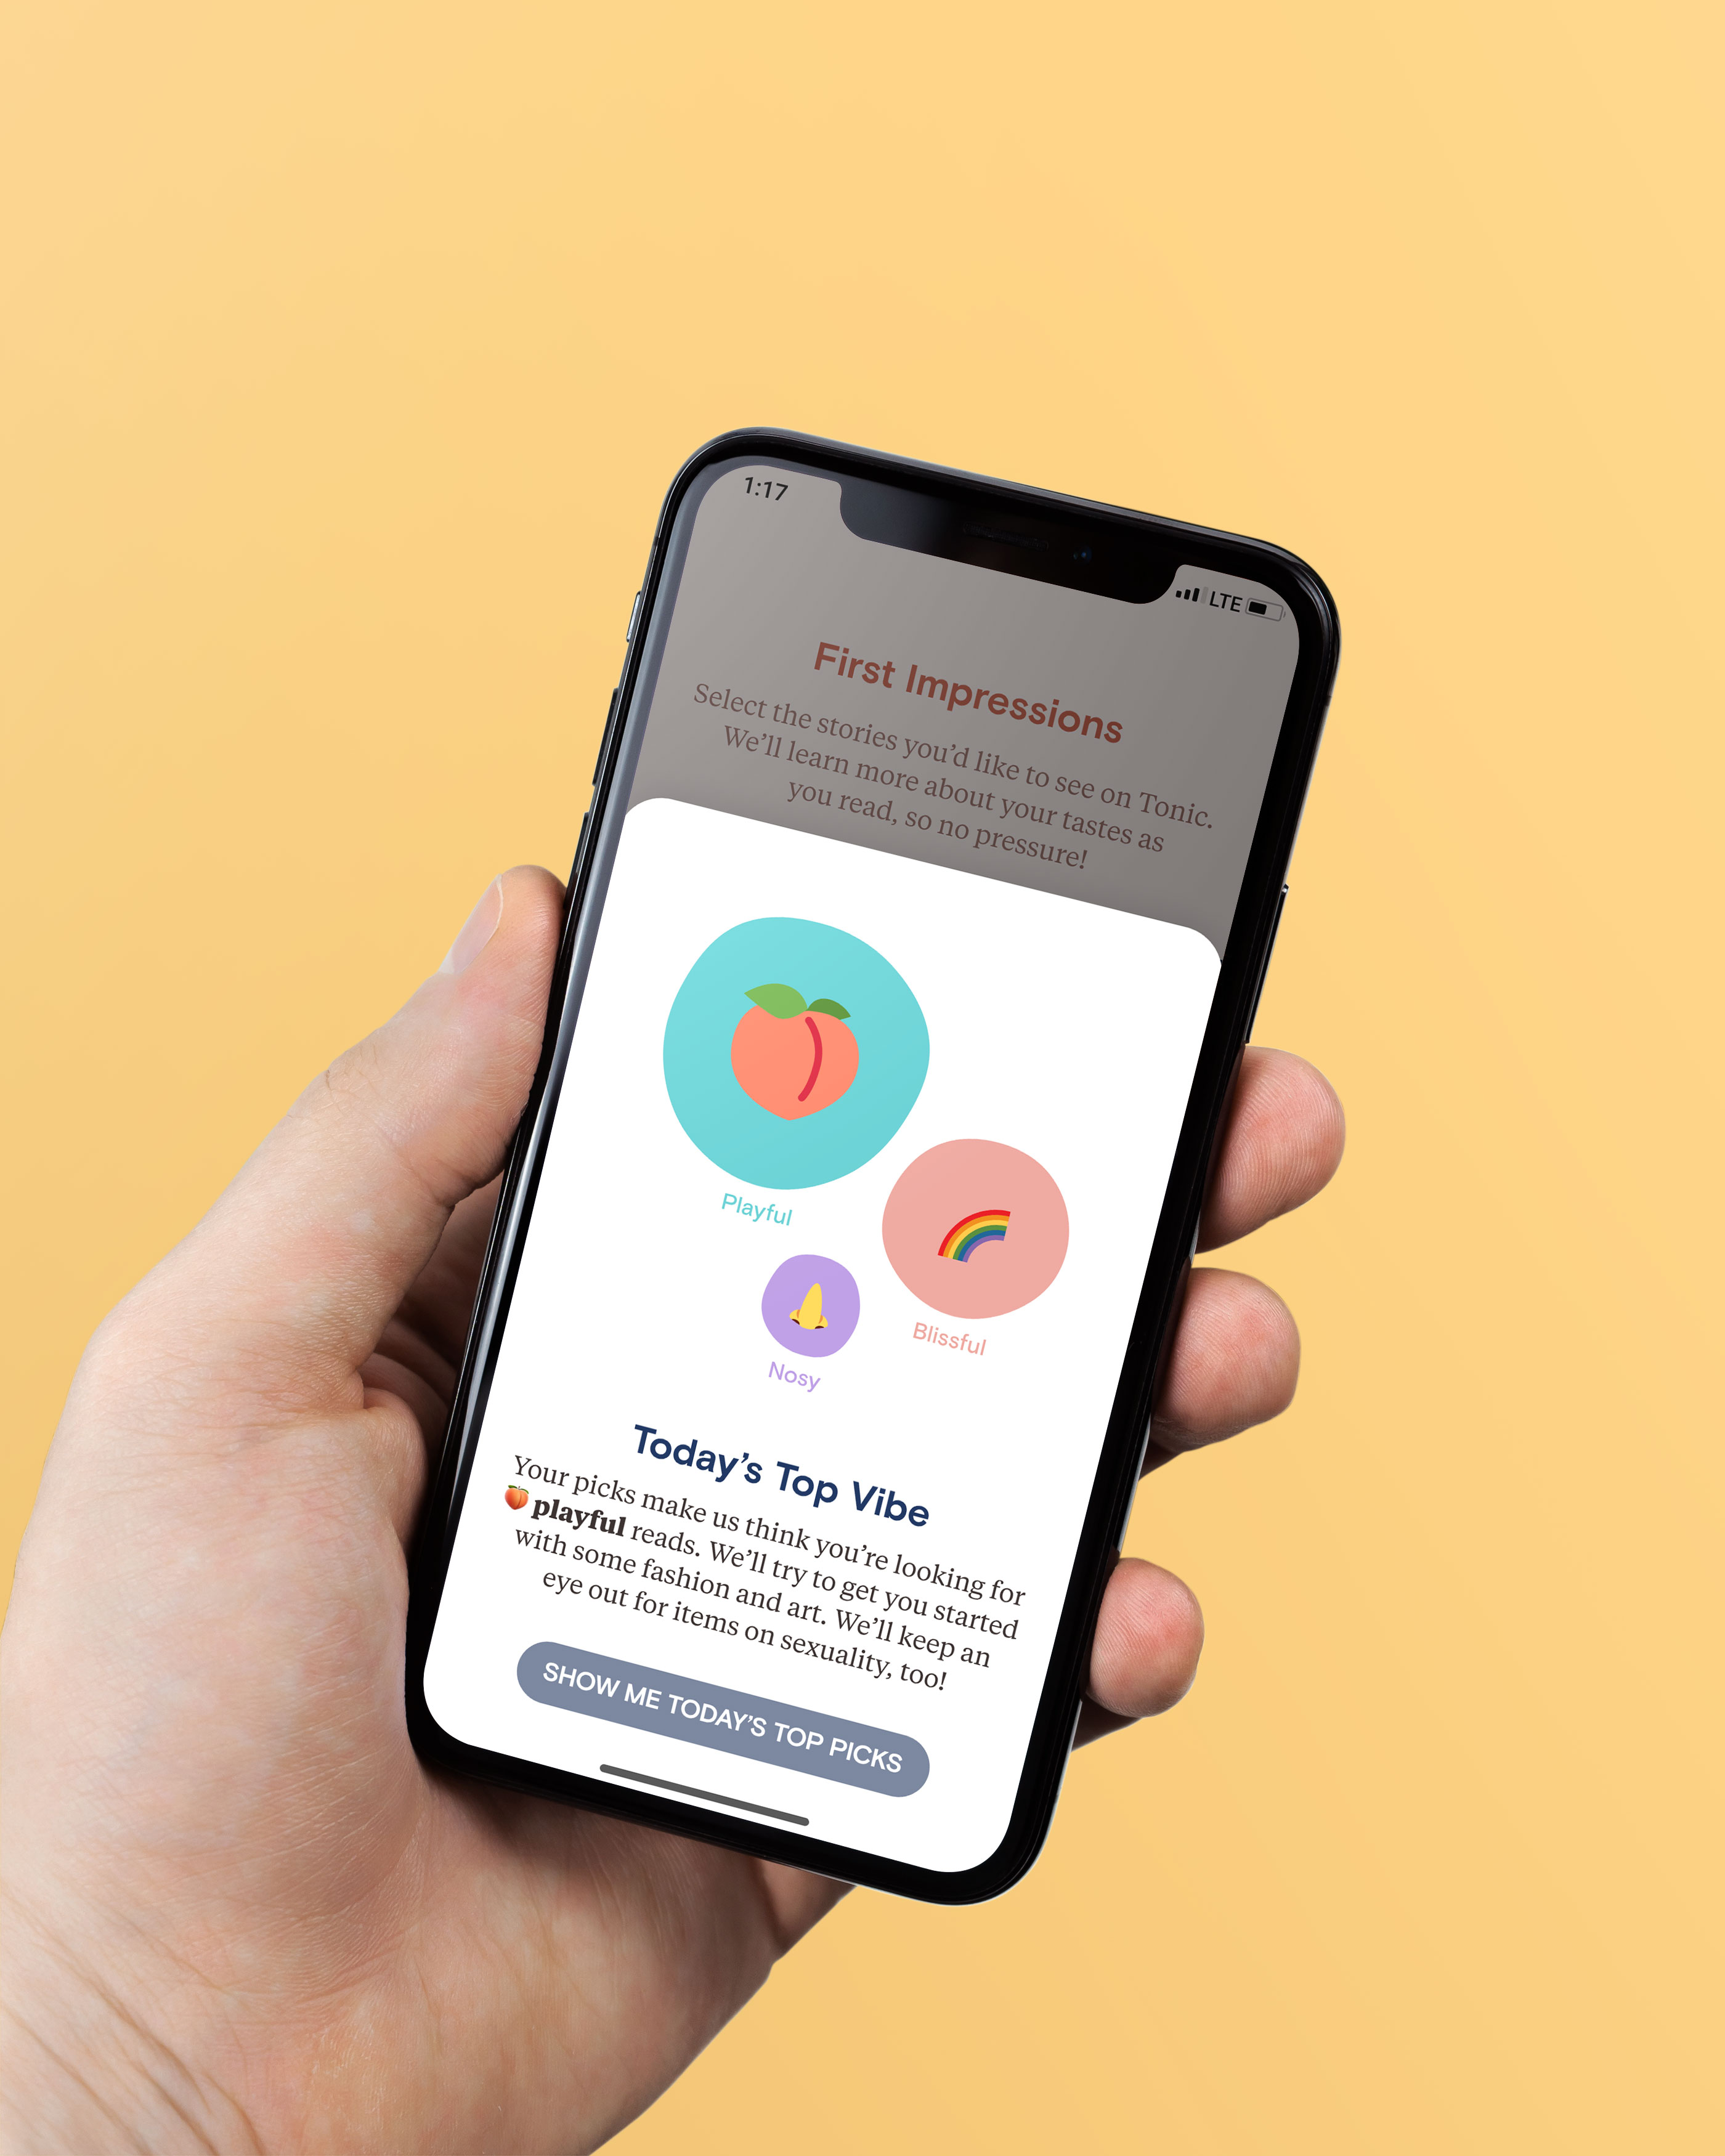 1:17
LTE
First Impressions
Select the stories you’d like to see on Tonic.
We’ll learn more about your tastes as
you read, so no pressure!
Playful
Blissful
Nosy
Today’s Top Vibe
Your picks make us think you’re looking for
🍑 playful reads. We’ll try to get you started
with some fashion and art. We’ll keep an
eye out for items on sexuality, too!
SHOW ME TODAY’S TOP PICKS